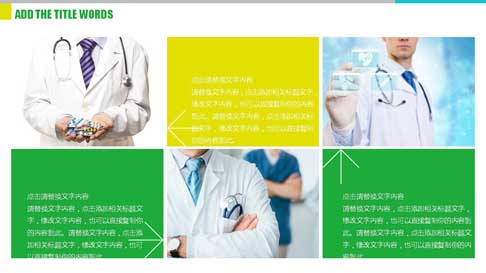 ADD THE TITLE WORDS
点击请替换文字内容
请替换文字内容，点击添加相关标题文字，
修改文字内容，也可以直接复制你的内容
到此。请替换文字内容，点击添加相关标
题文字，修改文字内容，也可以直接复制
你的内容到此。
点击请替换文字内容
请替换文字内容，点击添加相关标题文
字，修改文字内容，也可以直接复制你
的内容到此。请替换文字内容，点击添
加相关标题文字，修改文字内容，也可
以直接复制你的内容到此。
点击请替换文字内容
请替换文字内容，点击添加相关标题文字，
修改文字内容，也可以直接复制你的内容到
此。请替换文字内容，点击添加相关标题文
字，修改文字内容，也可以直接复制你的内
容到此。